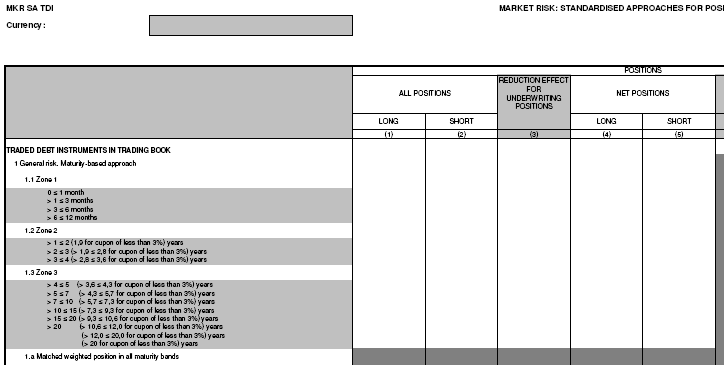 MKR SA TDI
MARKET RISK: STANDARDISED APPROACHES FOR POSI
Currency:
POSITIONS
ALL POSITIONS
REDUCTION EFFECT
FOR
UNDERWRITING
POSITIONS
NET POSITIONS
LONG SHORT LONG SHORT
(1) (2) (3) (4) (5)
TRADED DEBT INSTRUMENTS IN TRADING BOOK
1 General risk. Maturity-based approach
1.1 Zone 1
0 ≤ 1 month
> 1 ≤ 3 months
> 3 ≤ 6 months
> 6 ≤ 12 months
1.2 Zone 2
> 1 ≤ 2 (1,9 for cupon of less than 3%) years
> 2 ≤ 3 (> 1,9 ≤ 2,8 for cupon of less than 3%) years
> 3 ≤ 4 (> 2,8 ≤ 3,6 for cupon of less than 3%) years
1.3 Zone 3
> 4 ≤ 5 (> 3,6 ≤ 4,3 for cupon of less than 3%) years
> 5 ≤ 7 (> 4,3 ≤ 5,7 for cupon of less than 3%) years
> 7 ≤ 10 (> 5,7 ≤ 7,3 for cupon of less than 3%) years
> 10 ≤ 15 (> 7,3 ≤ 9,3 for cupon of less than 3%) years
> 15 ≤ 20 (> 9,3 ≤ 10,6 for cupon of less than 3%) years
> 20 (> 10,6 ≤ 12,0 for cupon of less than 3%) years
(> 12,0 ≤ 20,0 for cupon of less than 3%) years
(> 20 for cupon of less than 3%) years
1.a Matched weighted position in all maturity bands